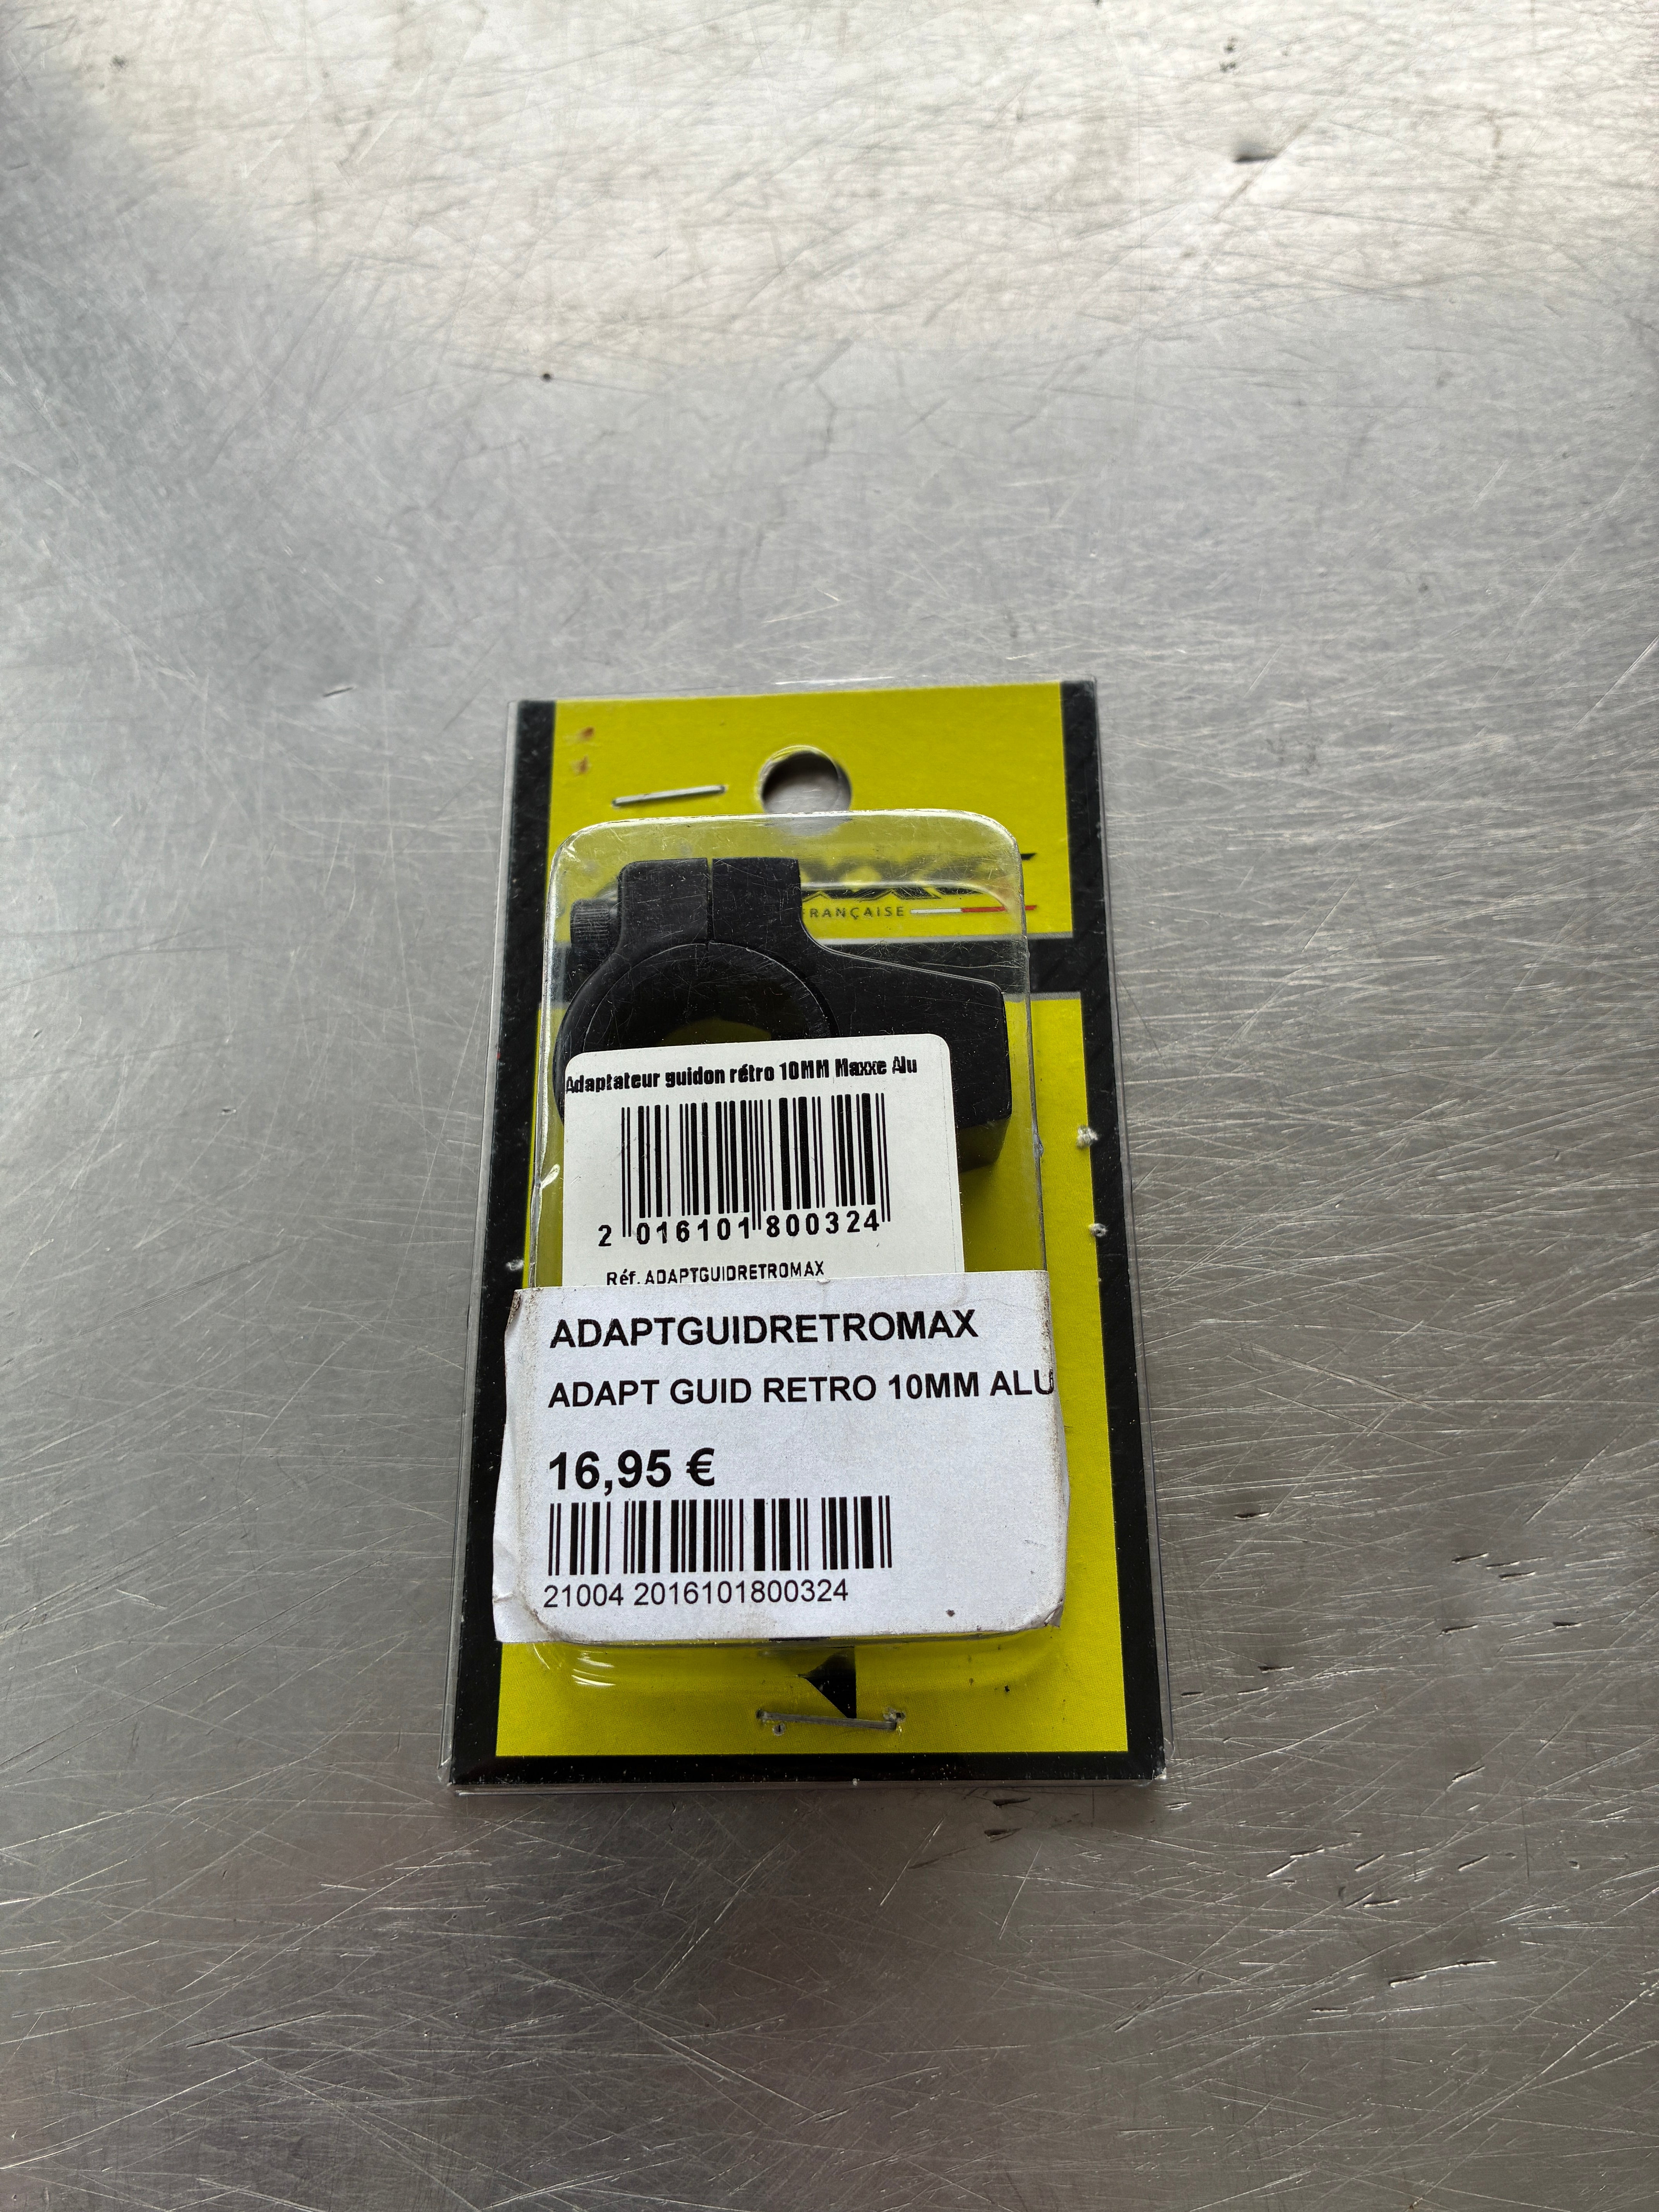 FRANÇAISE
Adaptateur guidon rétro 10MM Maxxe Alu
2 016101 800324
Réf. ADAPTGUIDRETROMAX
ADAPTGUIDRETROMAX
ADAPT GUID RETRO 10MM ALU
16,95 €
21004 2016101800324